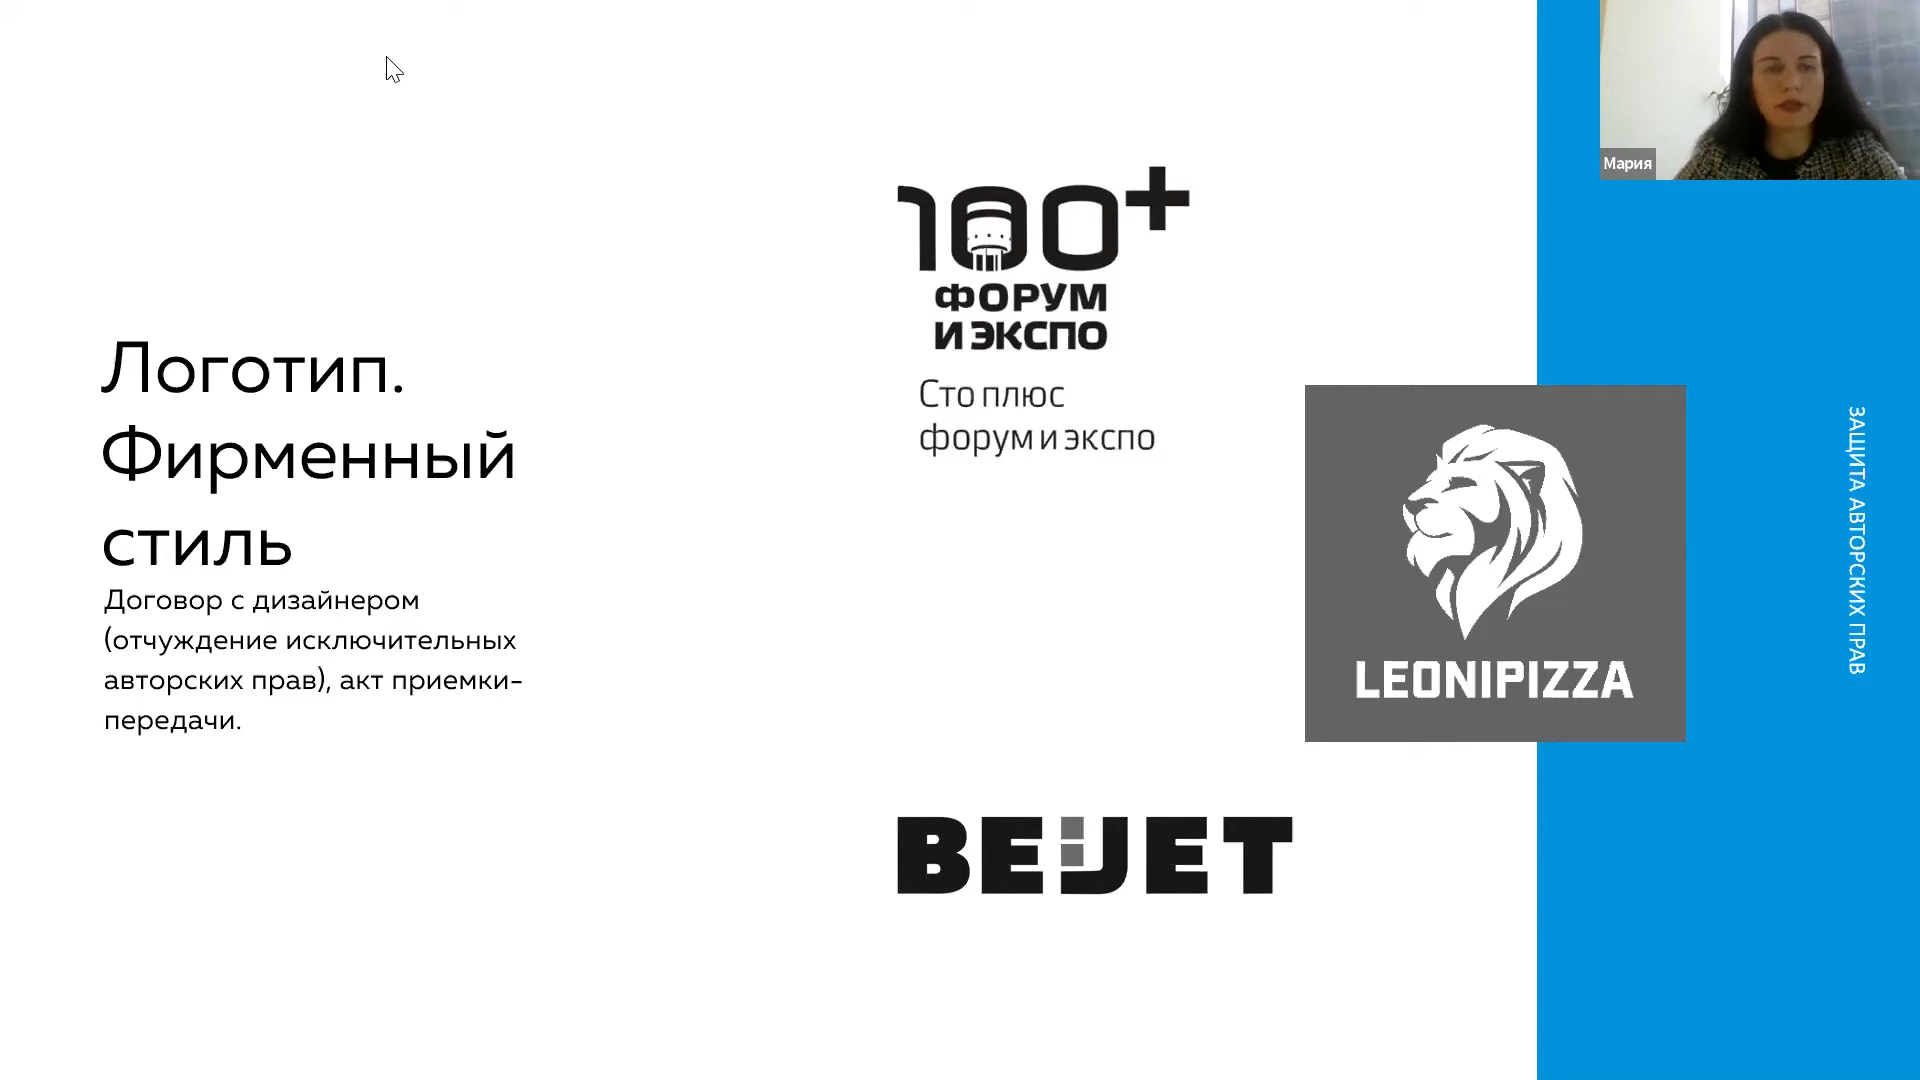 Мария
100+
ФОРУМ
И ЭКСПО
Сто плюс
форум и экспо
Логотип.
Фирменный
стиль
Договор с дизайнером
(отчуждение исключительных
авторских прав), акт приемки-
передачи.
LEONIPIZZA
BEIJET
ЗАЩИТА АВТОРСКИХ ПРАВ